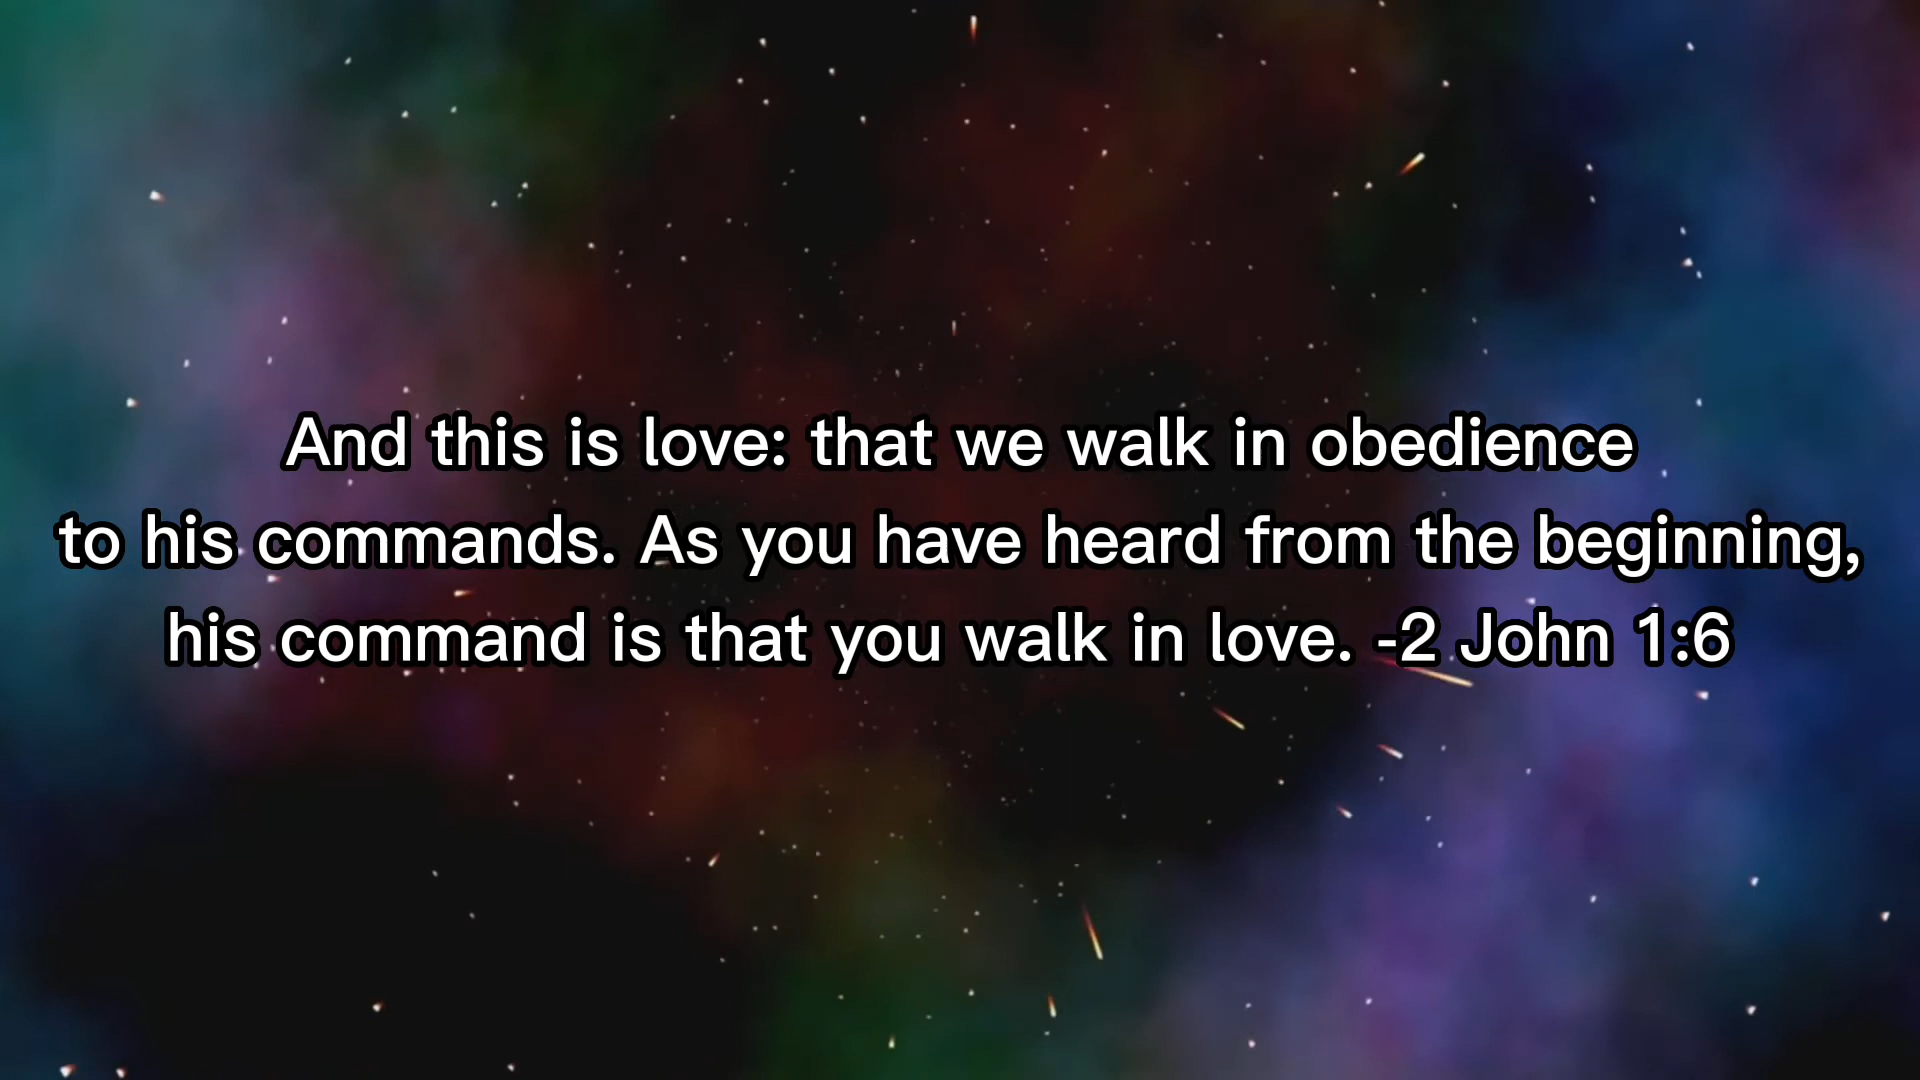 And this is love: that we walk in obedience
to his commands. As you have heard from the beginning,
his command is that you walk in love. -2 John 1:6